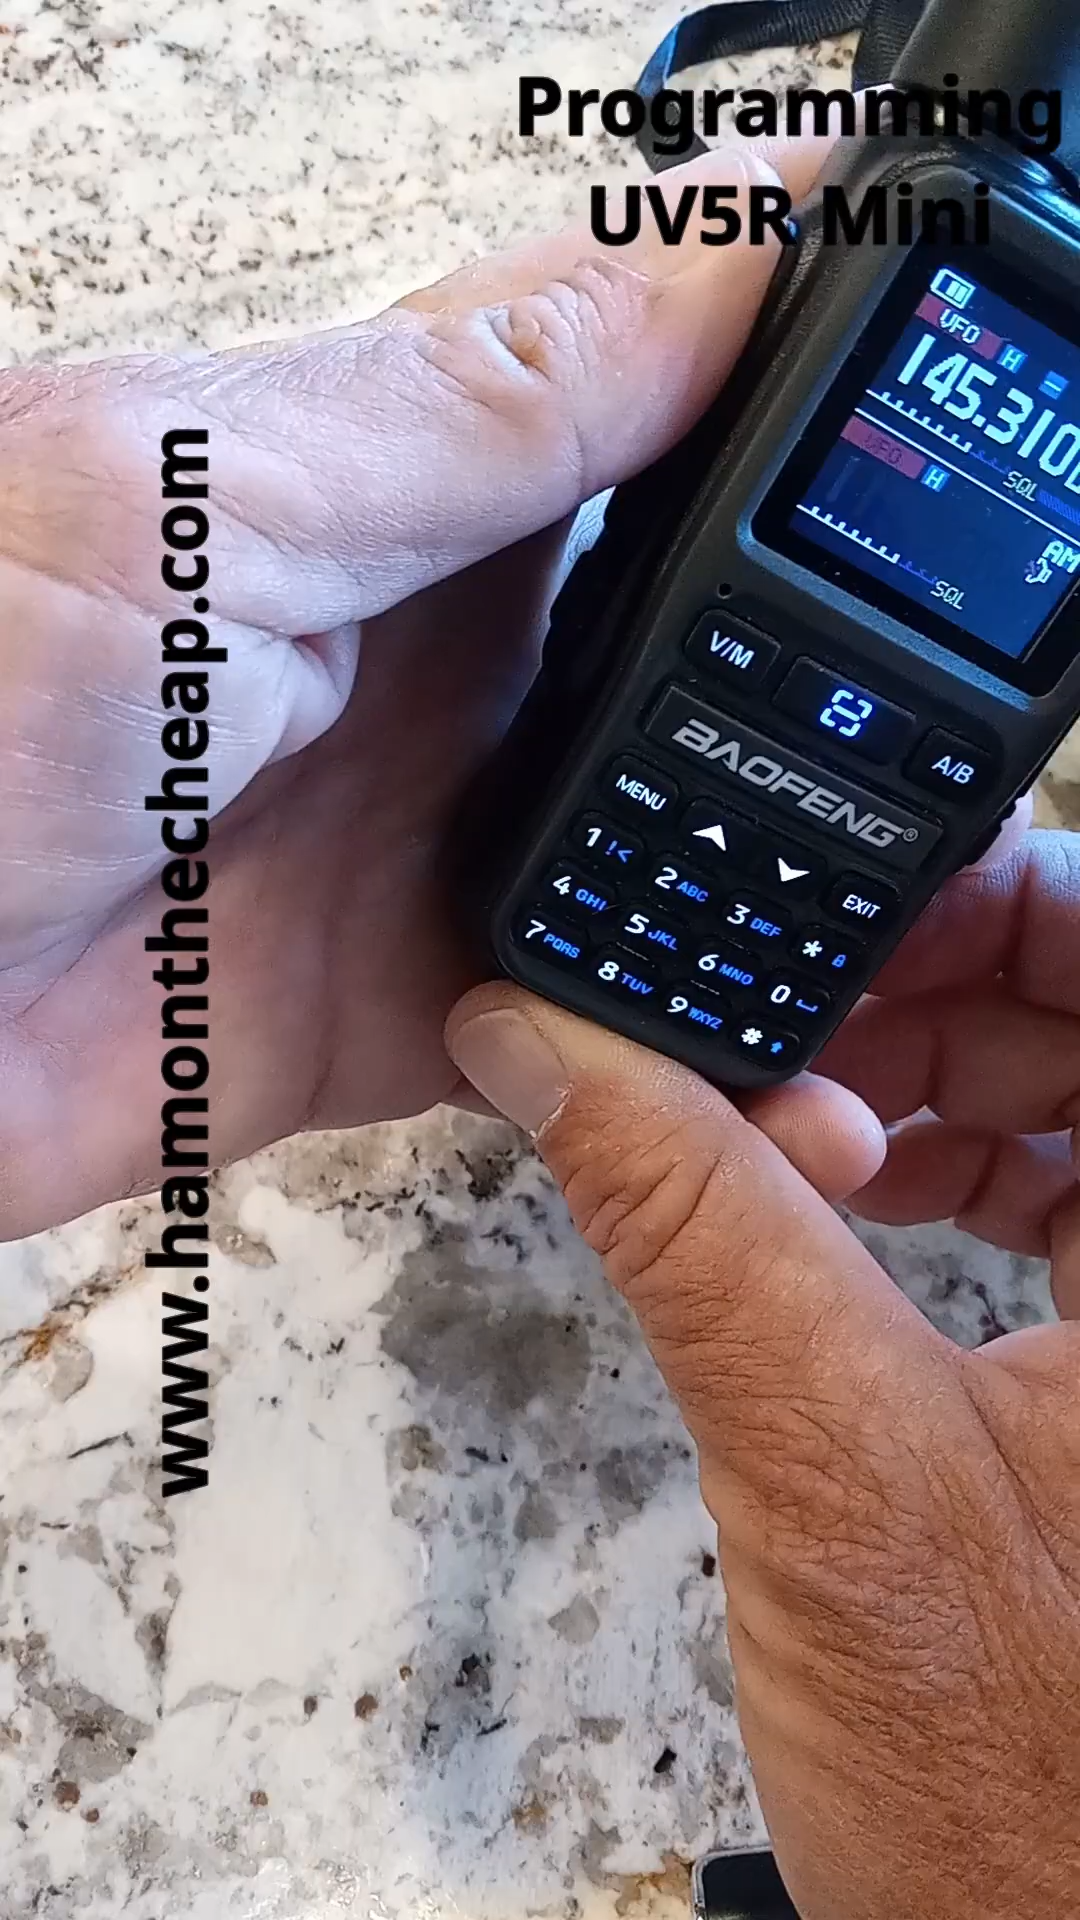 Programming
UV5R Mini
www.hamonthecheap.com
VFO H
145.310
SQL
VFO H
AM
SQL
V/M
A/B
BAOFENG®
MENU
EXIT
1 !<
2 ABC
3 DEF
* 
4 GHI
5 JKL
6 MNO
0
7 PQRS
8 TUV
9 WXYZ
#